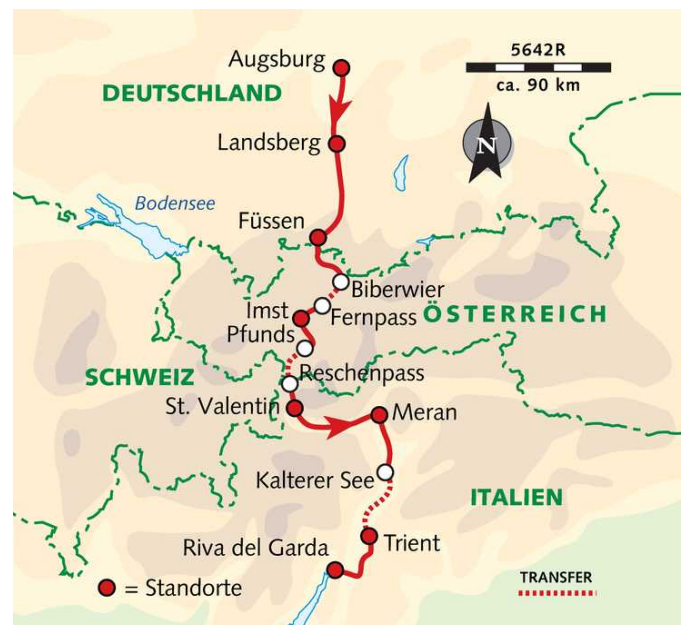 5642R
ca. 90 km
N
Augsburg
DEUTSCHLAND
Landsberg
Bodensee
Füssen
Biberwier
Imst
Fernpass
ÖSTERREICH
Pfunds
Reschenpass
SCHWEIZ
St. Valentin
Meran
Kalterer See
ITALIEN
Trient
Riva del Garda
TRANSFER
= Standorte